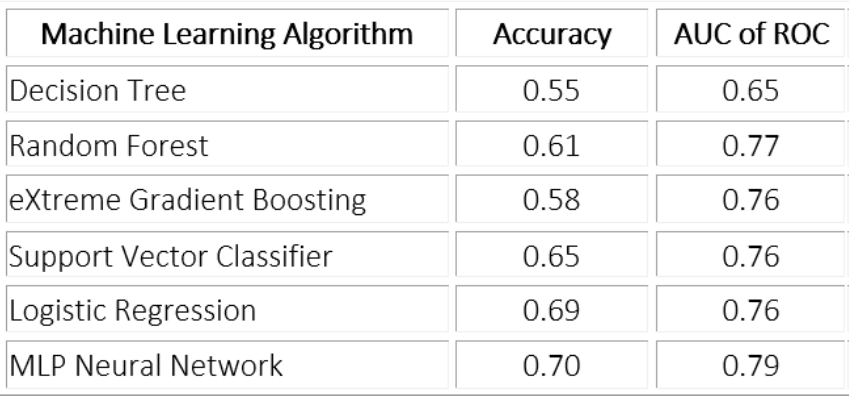 Machine Learning Algorithm Accuracy AUC of ROC
Decision Tree 0.55 0.65
Random Forest 0.61 0.77
eXtreme Gradient Boosting 0.58 0.76
Support Vector Classifier 0.65 0.76
Logistic Regression 0.69 0.76
MLP Neural Network 0.70 0.79